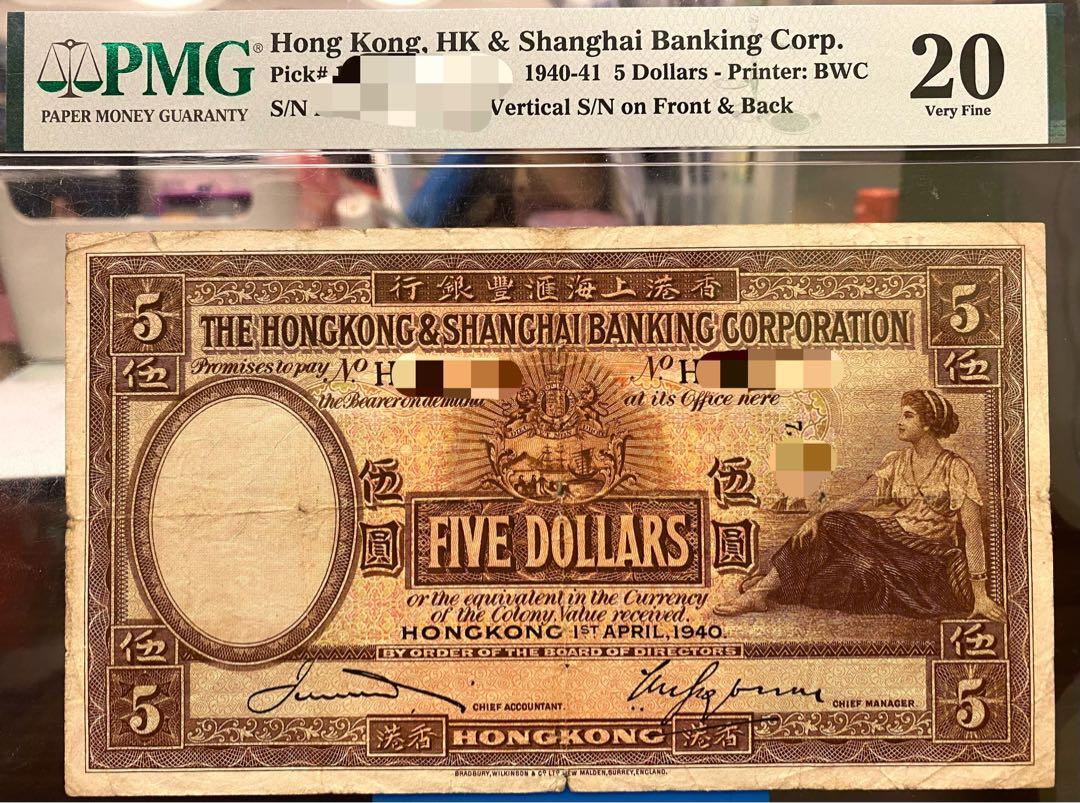 PMG® Hong Kong, HK & Shanghai Banking Corp. 20
Pick# 1940-41 5 Dollars - Printer: BWC
PAPER MONEY GUARANTY S/N Vertical S/N on Front & Back Very Fine
行銀豐滙海上港香
5 5
THE HONGKONG & SHANGHAI BANKING CORPORATION
伍 Promises to pay No H No H 伍
the Bearer on demand at its Office here
伍圓 伍圓
FIVE DOLLARS
or the equivalent in the Currency
of the Colony, Value received.
HONGKONG 1ST APRIL, 1940.
伍 BY ORDER OF THE BOARD OF DIRECTORS 伍
5 CHIEF ACCOUNTANT. CHIEF MANAGER. 5
港香 HONGKONG 港香
BRADBURY, WILKINSON & Co LTD NEW MALDEN, SURREY, ENGLAND.